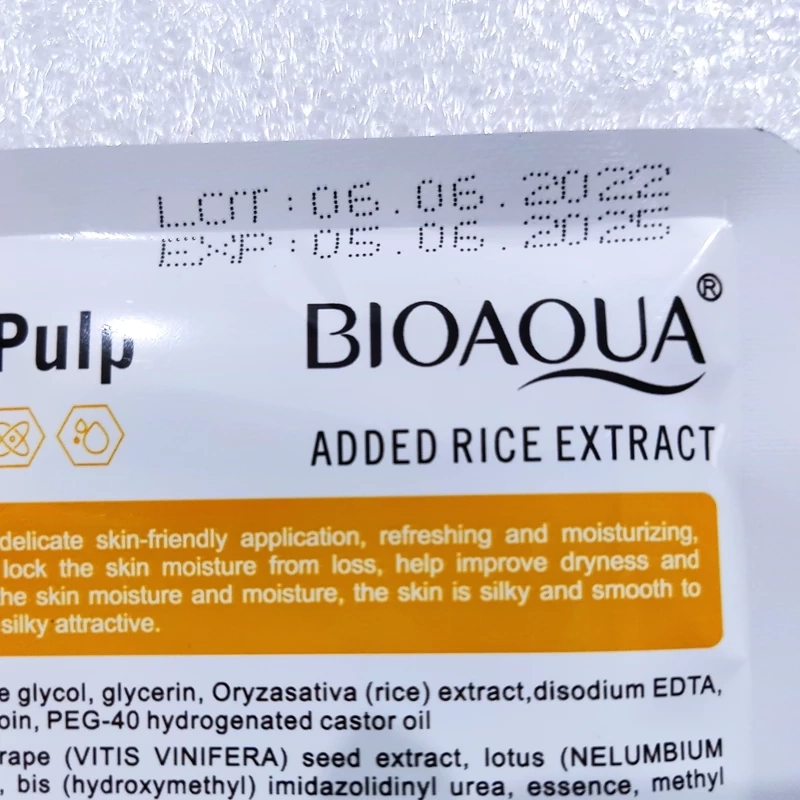 LOT:06.06.2022
EXP:05.06.2025
Pulp
BIOAQUA®
ADDED RICE EXTRACT
delicate skin-friendly application, refreshing and moisturizing,
lock the skin moisture from loss, help improve dryness and
he skin moisture and moisture, the skin is silky and smooth to
silky attractive.
e glycol, glycerin, Oryzasativa (rice) extract,disodium EDTA,
oin, PEG-40 hydrogenated castor oil
rape (VITIS VINIFERA) seed extract, lotus (NELUMBIUM
, bis (hydroxymethyl) imidazolidinyl urea, essence, methyl